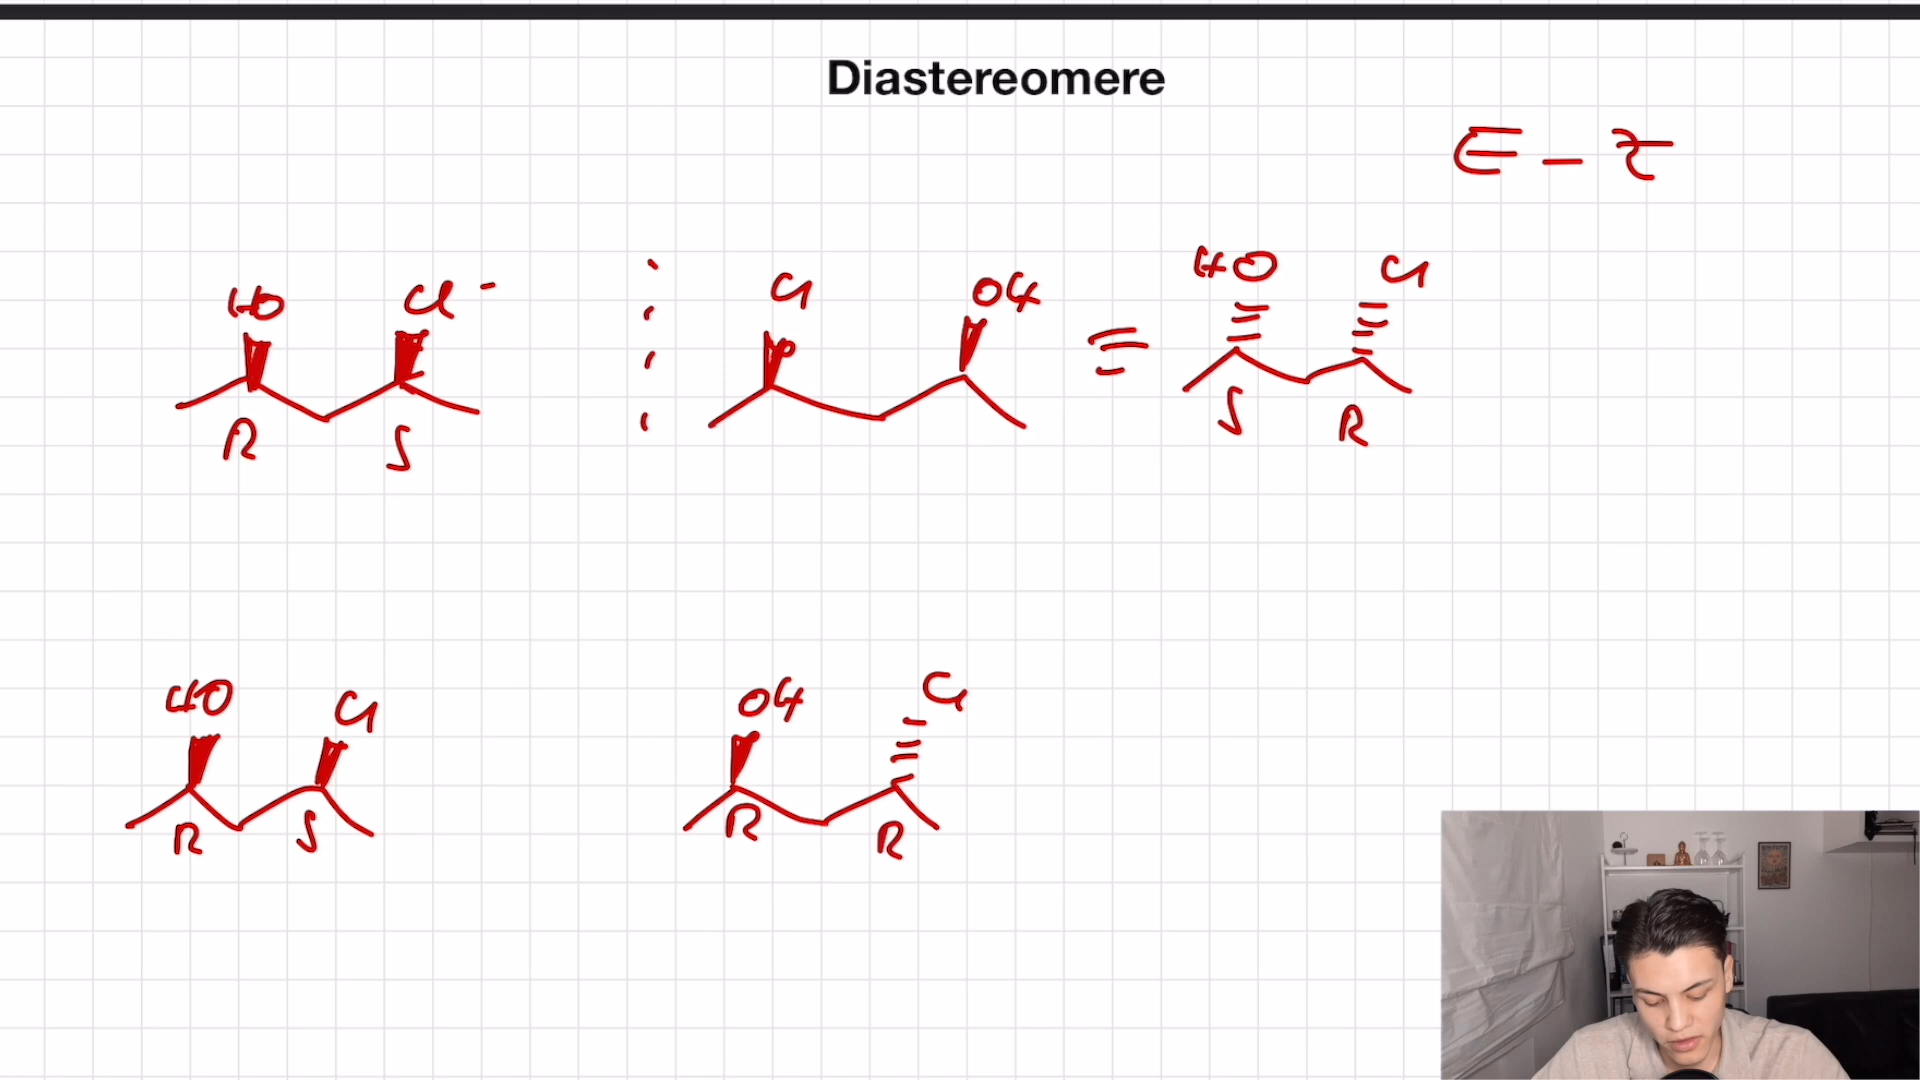 Diastereomere
E - Z
HO Cl Cl OH = HO Cl
R S S R
HO Cl OH Cl
R S R R